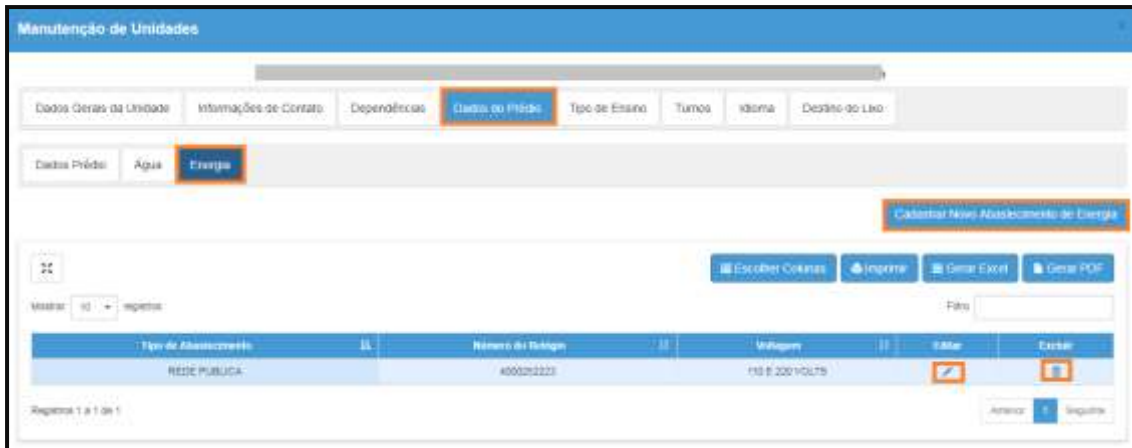 Manutenção de Unidades
Dados Gerais da Unidade Informações de Contato Dependências Dados do Prédio Tipo de Ensino Turnos Idioma Destino do Lixo
Dados Prédio Água Energia
Cadastrar Novo Abastecimento de Energia
Escolher Colunas Imprimir Gerar Excel Gerar PDF
Mostrar 10 registros Filtro
Tipo de Abastecimento Número do Relógio Voltagem Editar Excluir
REDE PUBLICA 110 E 220 VOLTS
Registros 1 a 1 de 1 Anterior 1 Seguinte